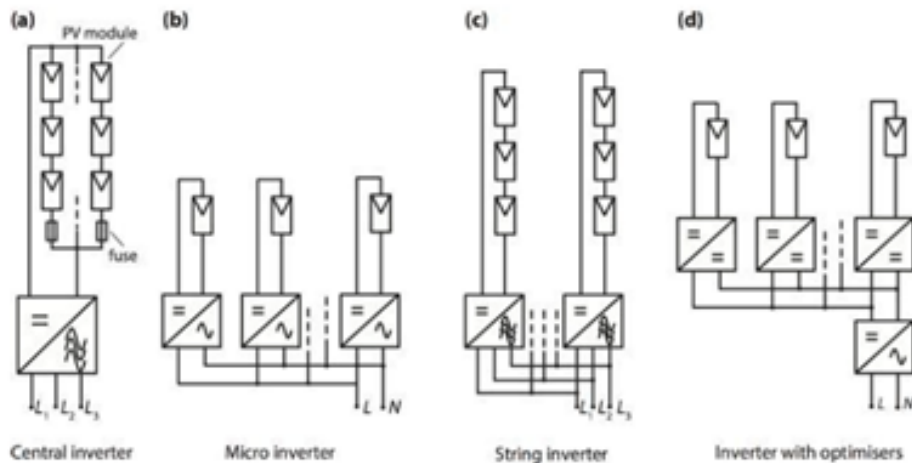 (a)
PV module
fuse
L1 L2 L3
Central inverter
(b)
L N
Micro inverter
(c)
L1 L2 L3
String inverter
(d)
L N
Inverter with optimisers